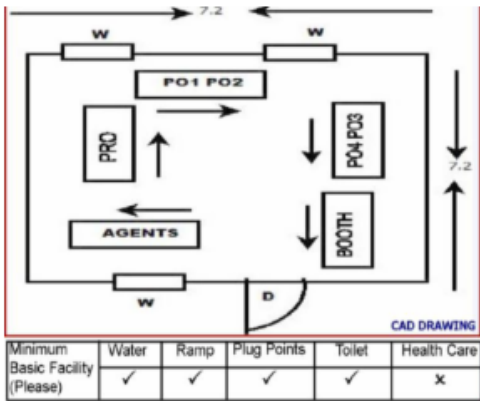 7.2
W W
PO1 PO2
PRO
PO4 PO3
7.2
AGENTS
BOOTH
W
D
CAD DRAWING
Minimum Basic Facility (Please) Water Ramp Plug Points Toilet Health Care
✓ ✓ ✓ ✓ x